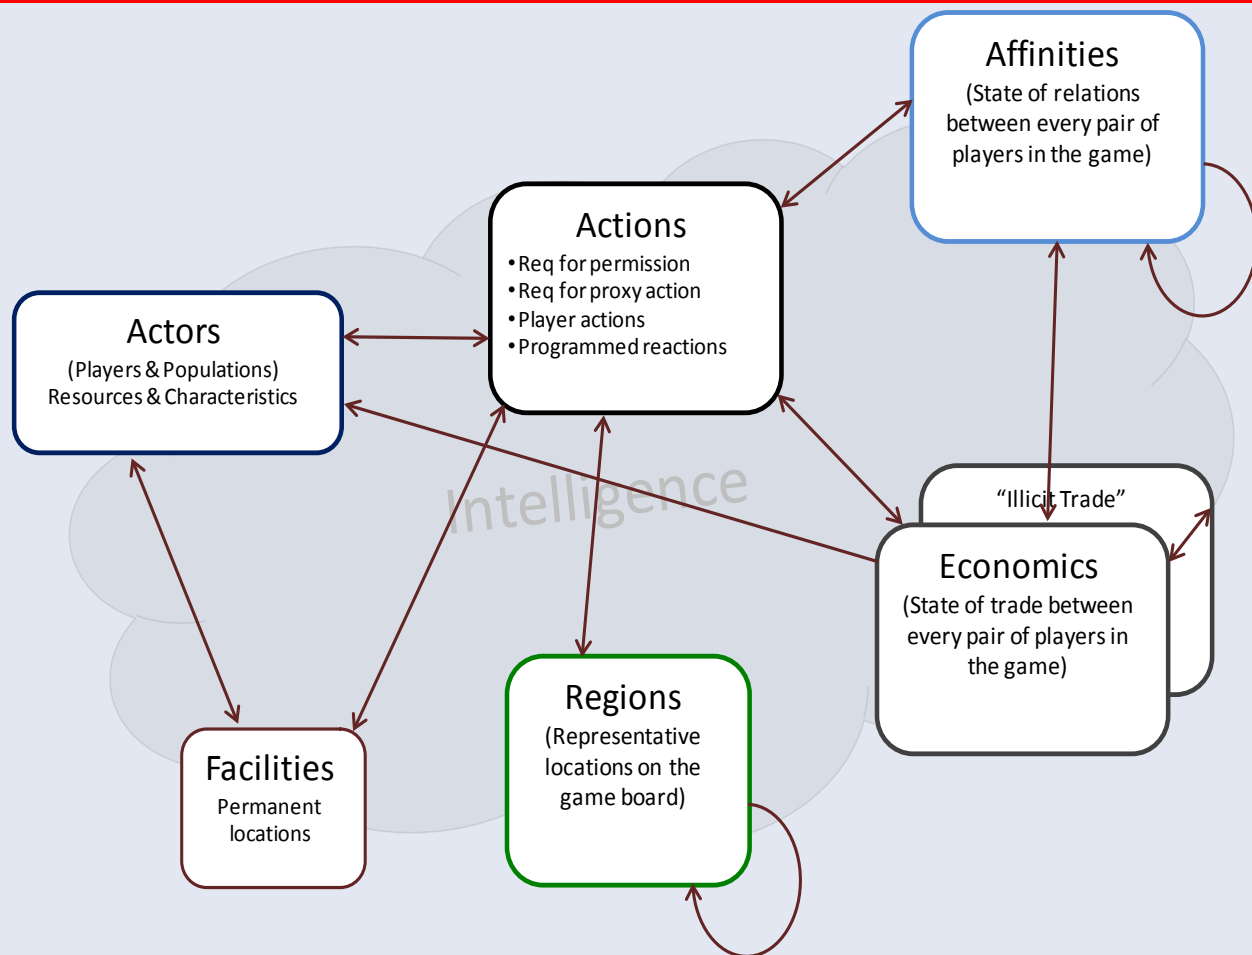 Affinities
(State of relations
between every pair of
players in the game)
Actions
•Req for permission
•Req for proxy action
•Player actions
•Programmed reactions
Actors
(Players & Populations)
Resources & Characteristics
Intelligence
"Illicit Trade"
Economics
(State of trade between
every pair of players in
the game)
Regions
(Representative
locations on the
game board)
Facilities
Permanent
locations